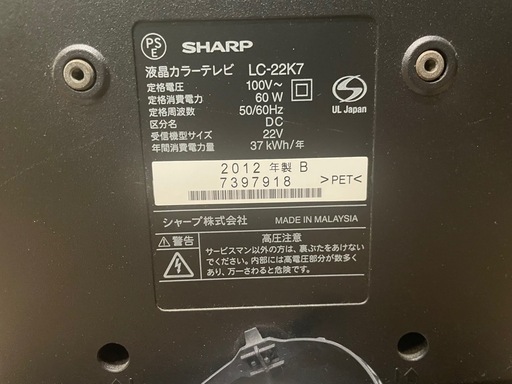 PS
E
SHARP
液晶カラーテレビ LC-22K7
定格電圧 100V～
定格消費電力 60 W
定格周波数 50/60Hz
区分名 DC
受信機型サイズ 22V
年間消費電力量 37 kWh/年
S
UL Japan
2012 年製 B
7397918
>PET<
シャープ株式会社 MADE IN MALAYSIA
警告
高圧注意
サービスマン以外の方は、裏ぶたをあけない
でください。内部には高電圧部分が数多く
あり、万一さわると危険です。